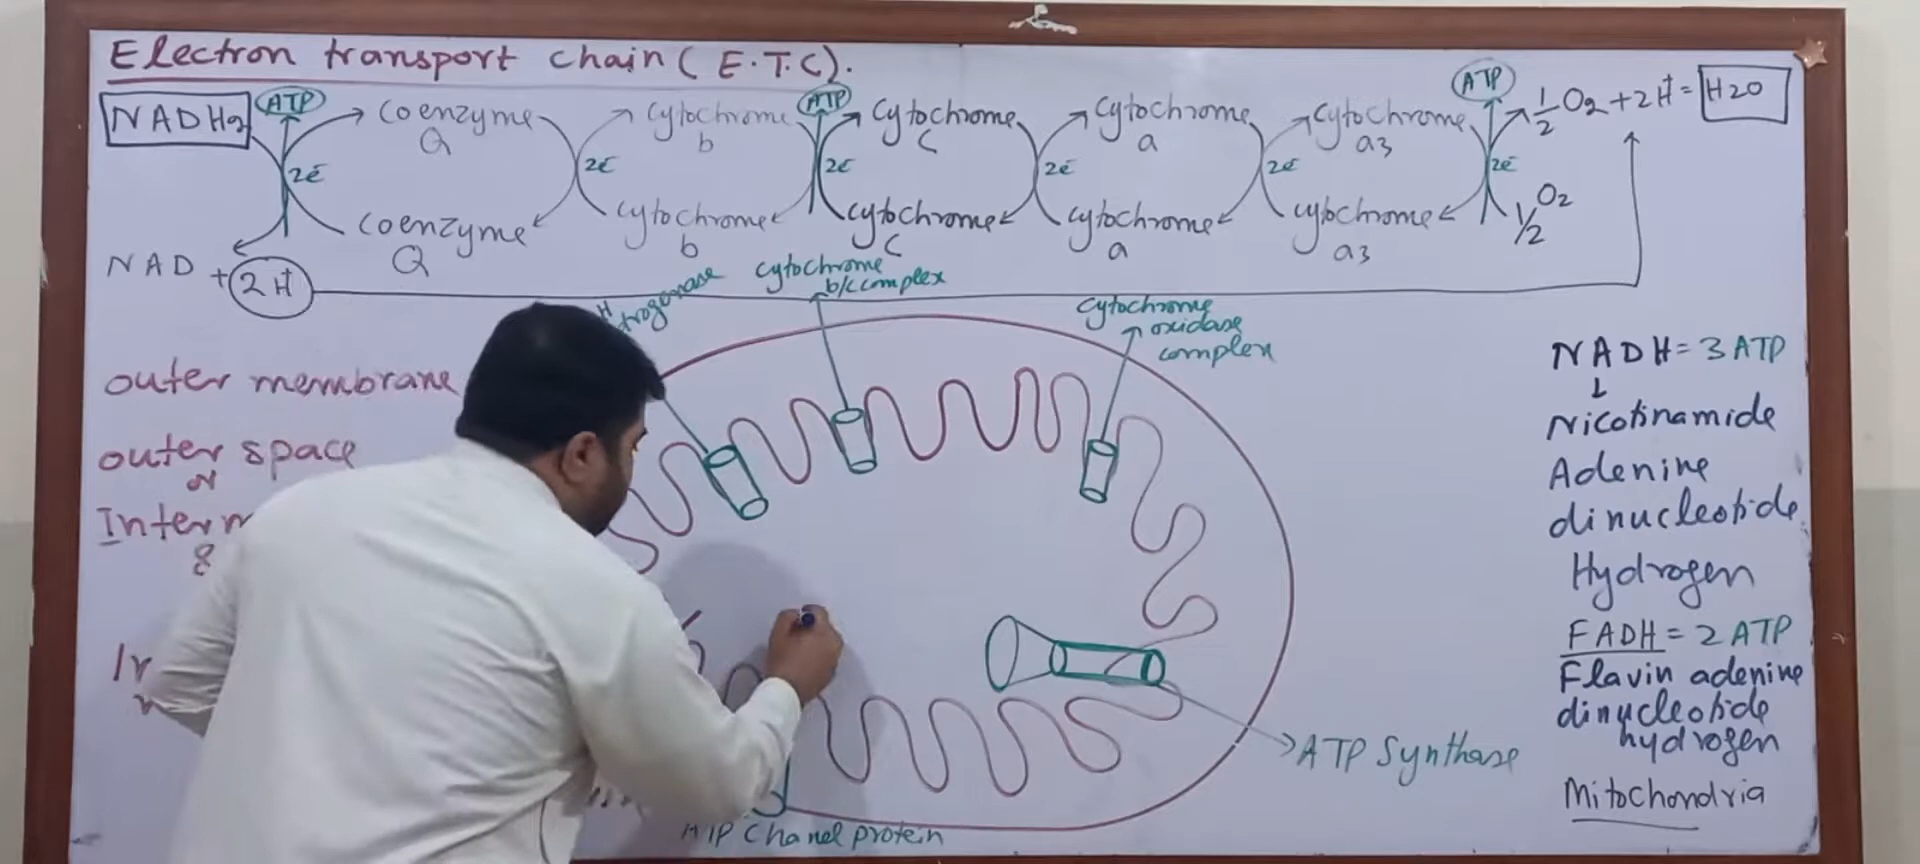 Electron transport chain (E.T.C).
NADH2 ATP Coenzyme Q cytochrome b ATP cytochrome c cytochrome a cytochrome a3 ATP 1/2 O2 + 2H+ = H2O
2e- 2e- 2e- 2e- 2e- 2e-
coenzyme Q cytochrome b cytochrome c cytochrome a cytochrome a3 1/2 O2
NAD + 2H+
cytochrome
b/c complex
cytochrome
oxidase
complex
outer membrane
outer space
or
ATP Synthase
Chanel protein
NADH = 3 ATP
Nicotinamide
Adenine
dinucleotide
Hydrogen
FADH = 2 ATP
Flavin adenine
dinucleotide
hydrogen
Mitochondria